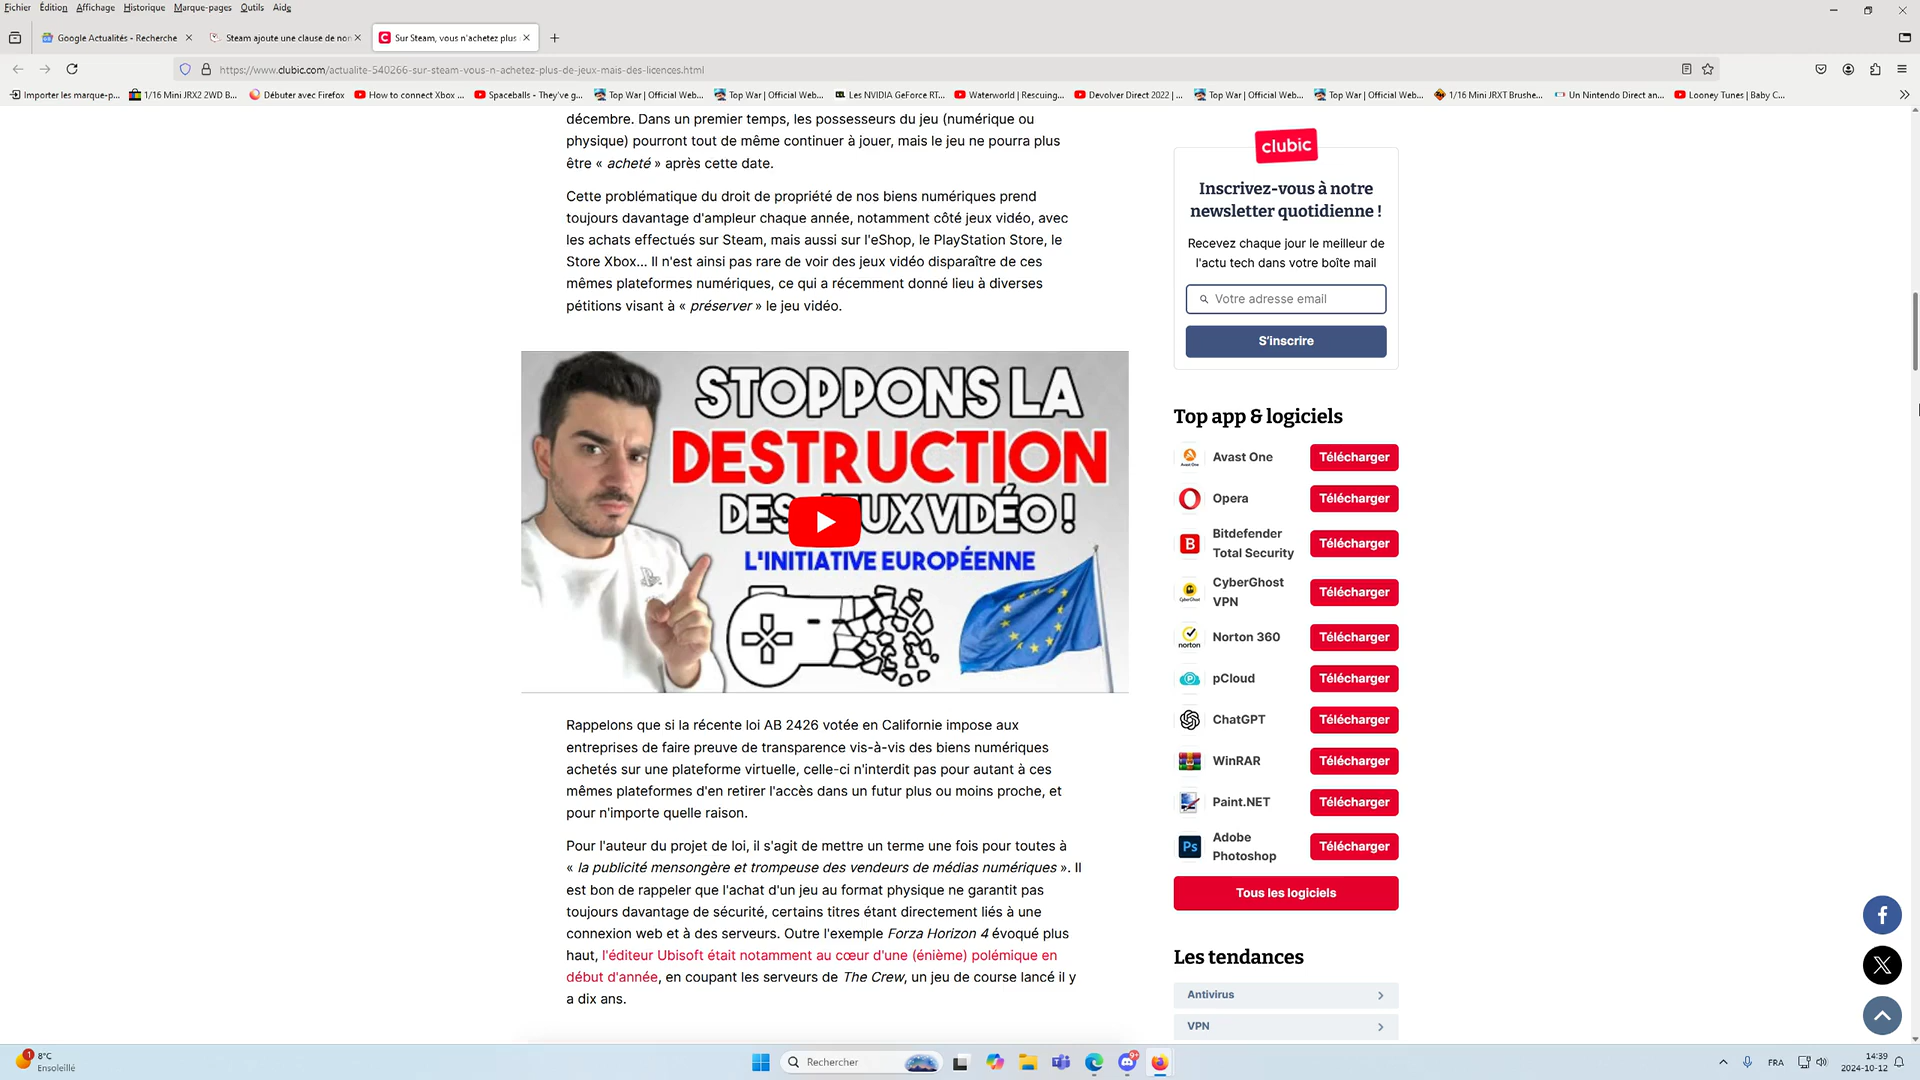 Fichier Édition Affichage Historique Marque-pages Outils Aide
Google Actualités - Recherche
Steam ajoute une clause de non
Sur Steam, vous n'achetez plus
https://www.clubic.com/actualite-540266-sur-steam-vous-n-achetez-plus-de-jeux-mais-des-licences.html
Importer les marque-p...
1/16 Mini JRX2 2WD B...
Débuter avec Firefox
How to connect Xbox ...
Spaceballs - They've g...
Top War | Official Web...
Top War | Official Web...
Les NVIDIA GeForce RT...
Waterworld | Rescuing...
Devolver Direct 2022 | ...
Top War | Official Web...
Top War | Official Web...
1/16 Mini JRXT Brushe...
Un Nintendo Direct an...
Looney Tunes | Baby C...
décembre. Dans un premier temps, les possesseurs du jeu (numérique ou
physique) pourront tout de même continuer à jouer, mais le jeu ne pourra plus
être « acheté » après cette date.
Cette problématique du droit de propriété de nos biens numériques prend
toujours davantage d'ampleur chaque année, notamment côté jeux vidéo, avec
les achats effectués sur Steam, mais aussi sur l'eShop, le PlayStation Store, le
Store Xbox... Il n'est ainsi pas rare de voir des jeux vidéo disparaître de ces
mêmes plateformes numériques, ce qui a récemment donné lieu à diverses
pétitions visant à « préserver » le jeu vidéo.
STOPPONS LA
DESTRUCTION
DES JEUX VIDÉO !
L'INITIATIVE EUROPÉENNE
Rappelons que si la récente loi AB 2426 votée en Californie impose aux
entreprises de faire preuve de transparence vis-à-vis des biens numériques
achetés sur une plateforme virtuelle, celle-ci n'interdit pas pour autant à ces
mêmes plateformes d'en retirer l'accès dans un futur plus ou moins proche, et
pour n'importe quelle raison.
Pour l'auteur du projet de loi, il s'agit de mettre un terme une fois pour toutes à
« la publicité mensongère et trompeuse des vendeurs de médias numériques ». Il
est bon de rappeler que l'achat d'un jeu au format physique ne garantit pas
toujours davantage de sécurité, certains titres étant directement liés à une
connexion web et à des serveurs. Outre l'exemple Forza Horizon 4 évoqué plus
haut, l'éditeur Ubisoft était notamment au cœur d'une (énième) polémique en
début d'année, en coupant les serveurs de The Crew, un jeu de course lancé il y
a dix ans.
clubic
Inscrivez-vous à notre
newsletter quotidienne !
Recevez chaque jour le meilleur de
l'actu tech dans votre boîte mail
Votre adresse email
S'inscrire
Top app & logiciels
Avast One Télécharger
Opera Télécharger
Bitdefender
Total Security Télécharger
CyberGhost
VPN Télécharger
Norton 360 Télécharger
norton
pCloud Télécharger
ChatGPT Télécharger
WinRAR Télécharger
Paint.NET Télécharger
Adobe
Photoshop Télécharger
Ps
Tous les logiciels
Les tendances
Antivirus
VPN
1
8°C
Ensoleillé
Rechercher
9+
FRA
14:39
2024-10-12